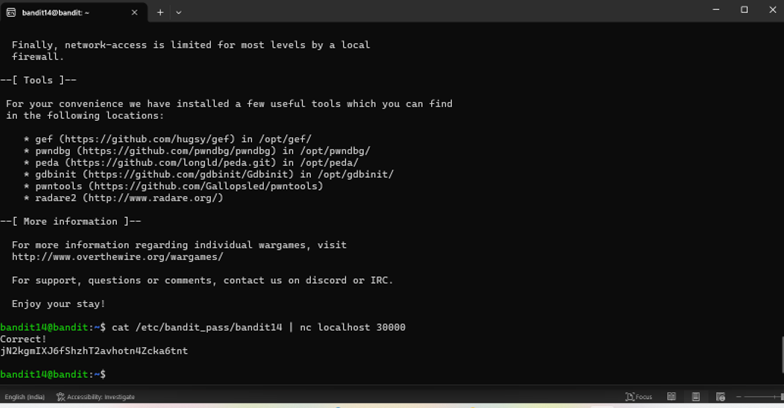 bandit14@bandit: ~
Finally, network-access is limited for most levels by a local
firewall.
--[ Tools ]--
For your convenience we have installed a few useful tools which you can find
in the following locations:
* gef (https://github.com/hugsy/gef) in /opt/gef/
* pwndbg (https://github.com/pwndbg/pwndbg) in /opt/pwndbg/
* peda (https://github.com/longld/peda.git) in /opt/peda/
* gdbinit (https://github.com/gdbinit/Gdbinit) in /opt/gdbinit/
* pwntools (https://github.com/Gallopsled/pwntools)
* radare2 (http://www.radare.org/)
--[ More information ]--
For more information regarding individual wargames, visit
http://www.overthewire.org/wargames/
For support, questions or comments, contact us on discord or IRC.
Enjoy your stay!
bandit14@bandit:~$ cat /etc/bandit_pass/bandit14 | nc localhost 30000
Correct!
jN2kgmIXJ6fShzhT2avhotn4Zcka6tnt
bandit14@bandit:~$
English (India) Accessibility: Investigate Focus